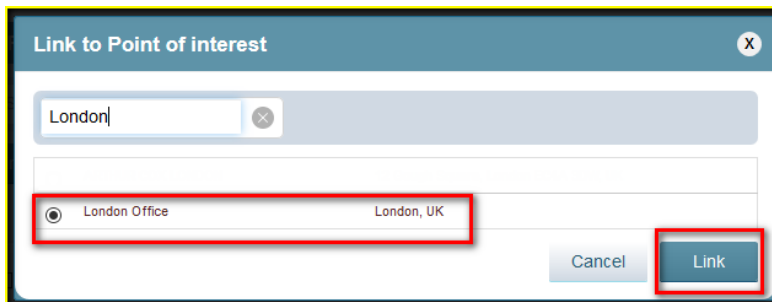 Link to Point of interest X
London
London Office London, UK
Cancel Link